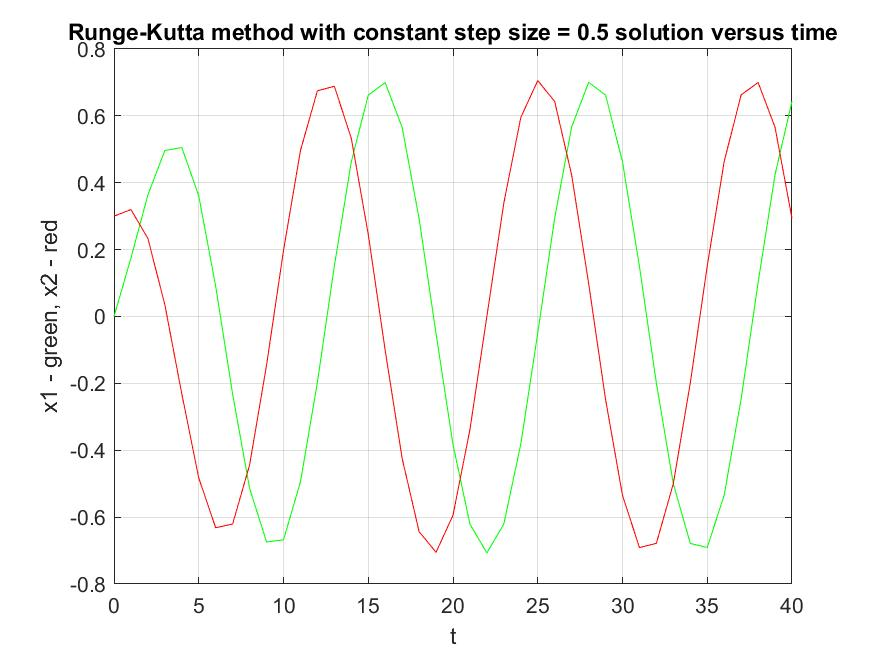 Runge-Kutta method with constant step size = 0.5 solution versus time
0.8
0.6
0.4
0.2
0
-0.2
-0.4
-0.6
-0.8
x1 - green, x2 - red
0 5 10 15 20 25 30 35 40
t